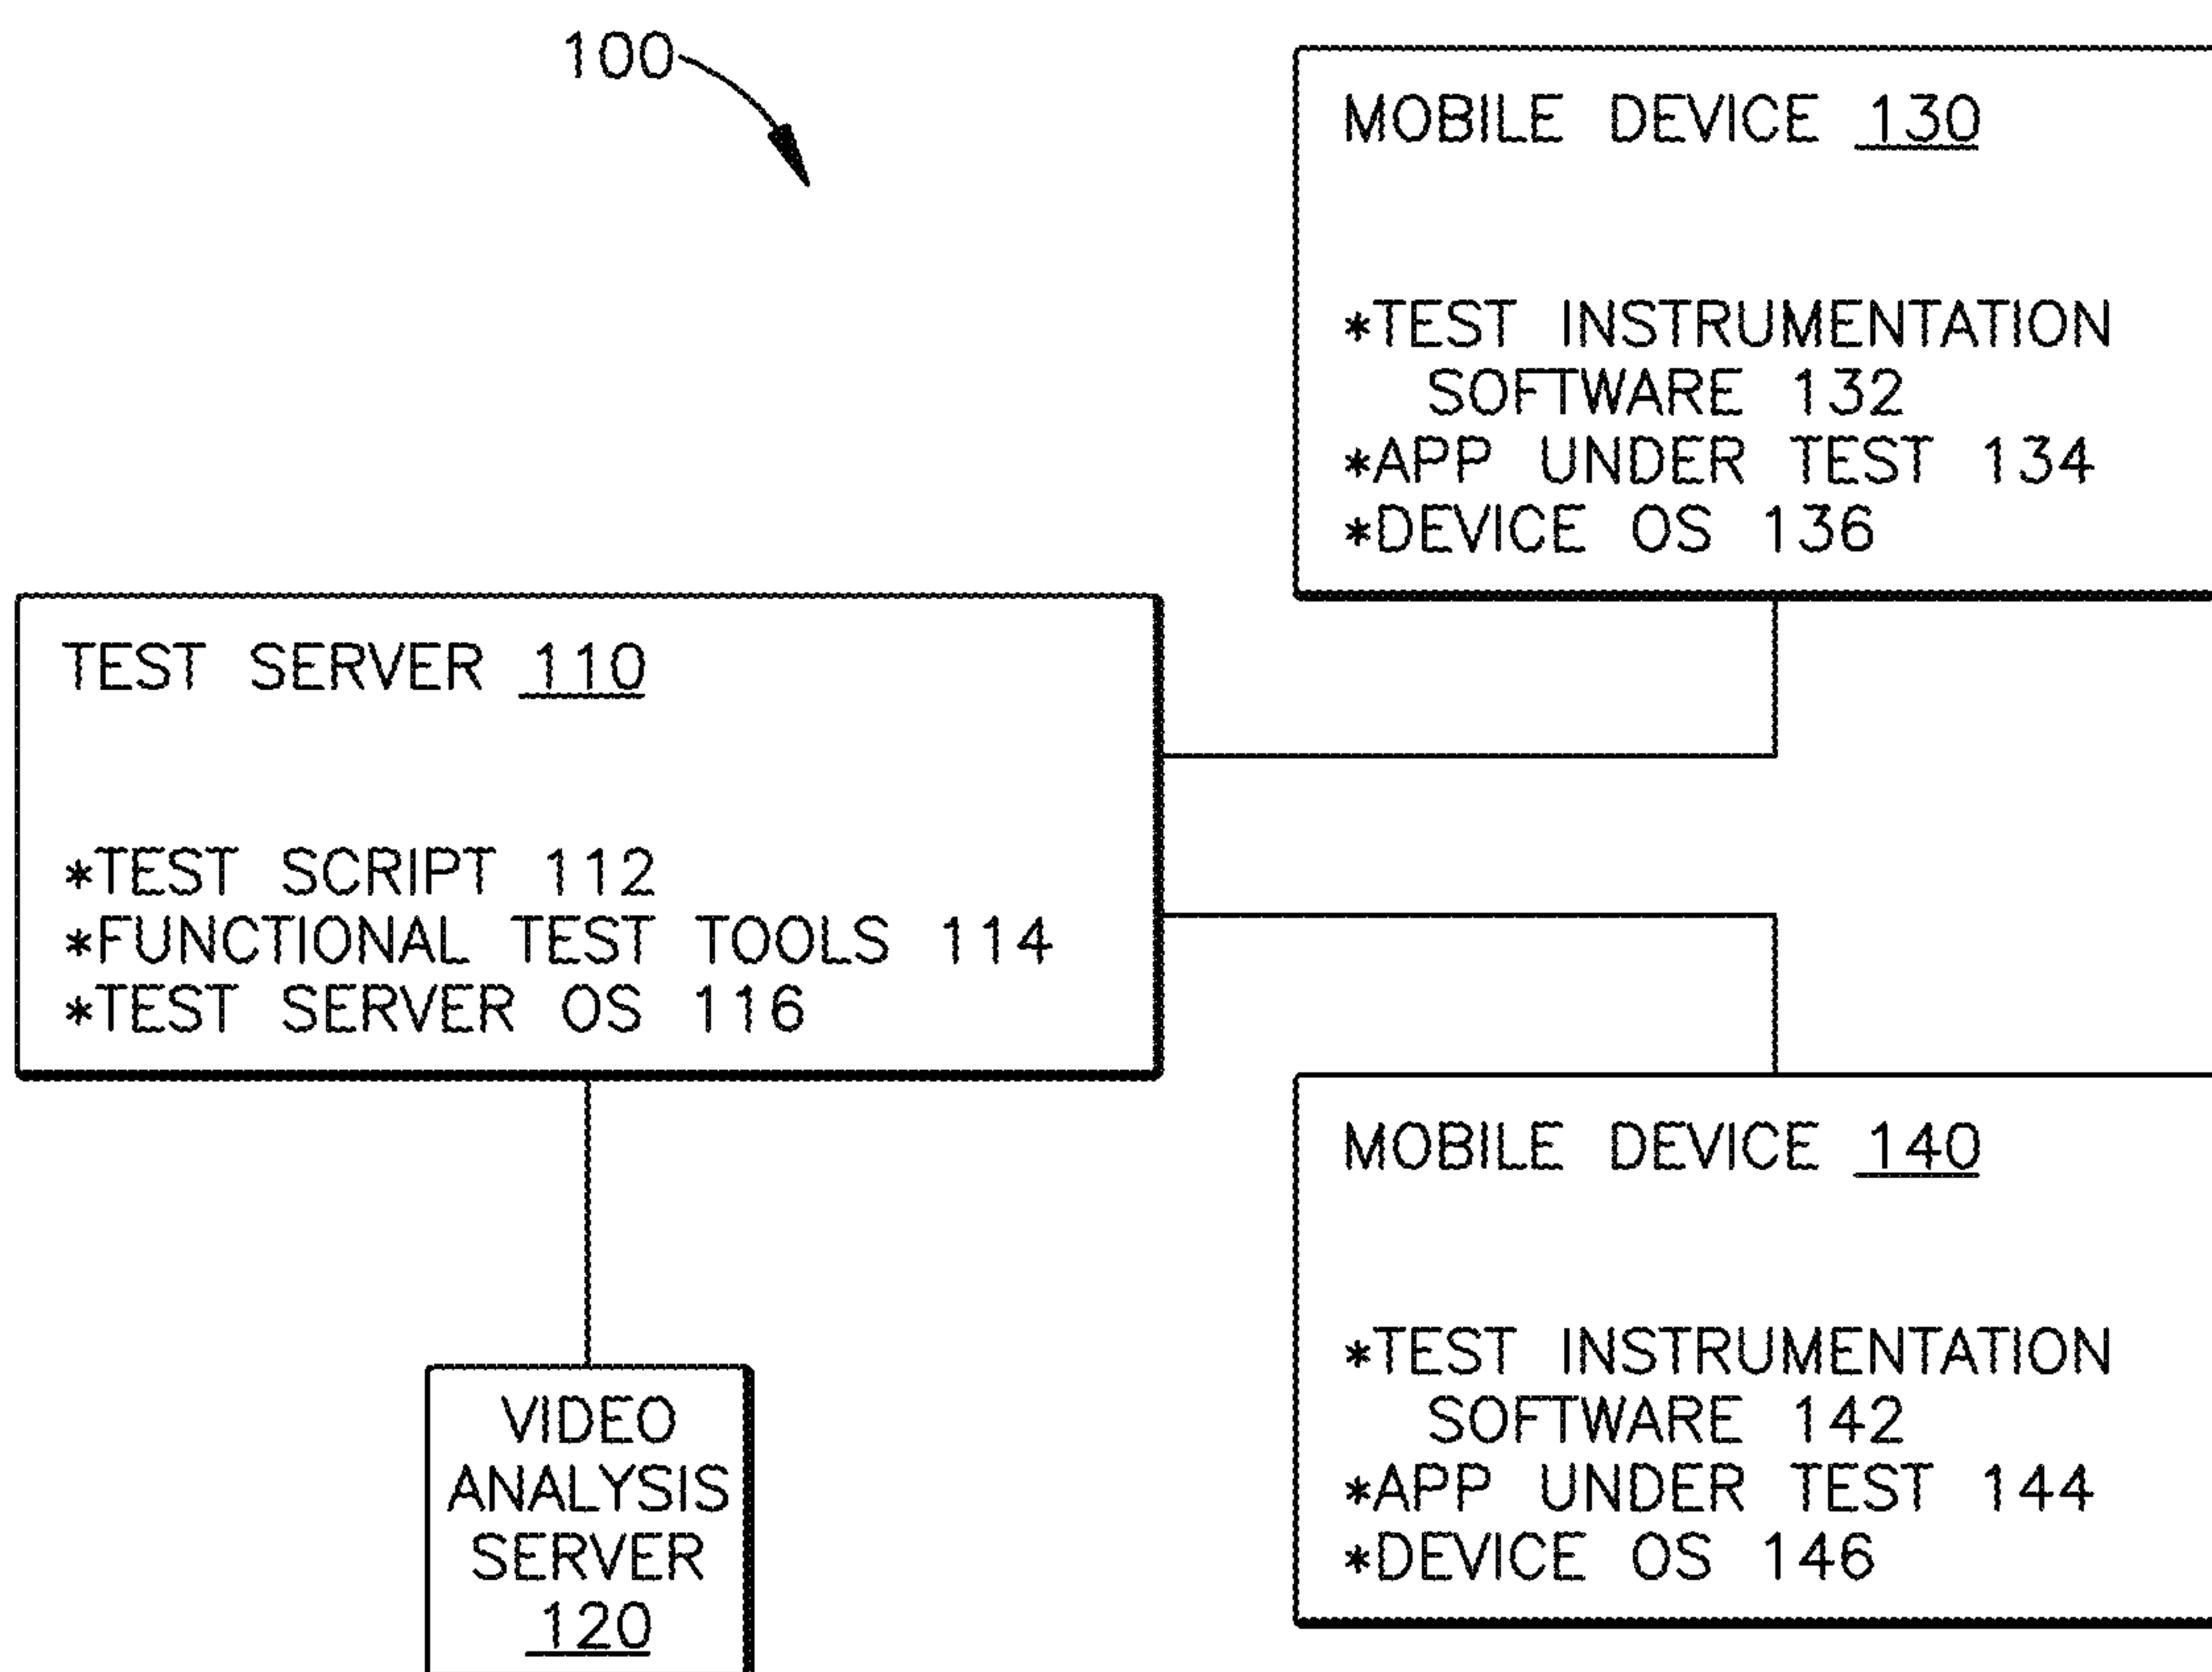 100
MOBILE DEVICE 130
*TEST INSTRUMENTATION
SOFTWARE 132
*APP UNDER TEST 134
*DEVICE OS 136
TEST SERVER 110
*TEST SCRIPT 112
*FUNCTIONAL TEST TOOLS 114
*TEST SERVER OS 116
MOBILE DEVICE 140
*TEST INSTRUMENTATION
SOFTWARE 142
*APP UNDER TEST 144
*DEVICE OS 146
VIDEO
ANALYSIS
SERVER
120